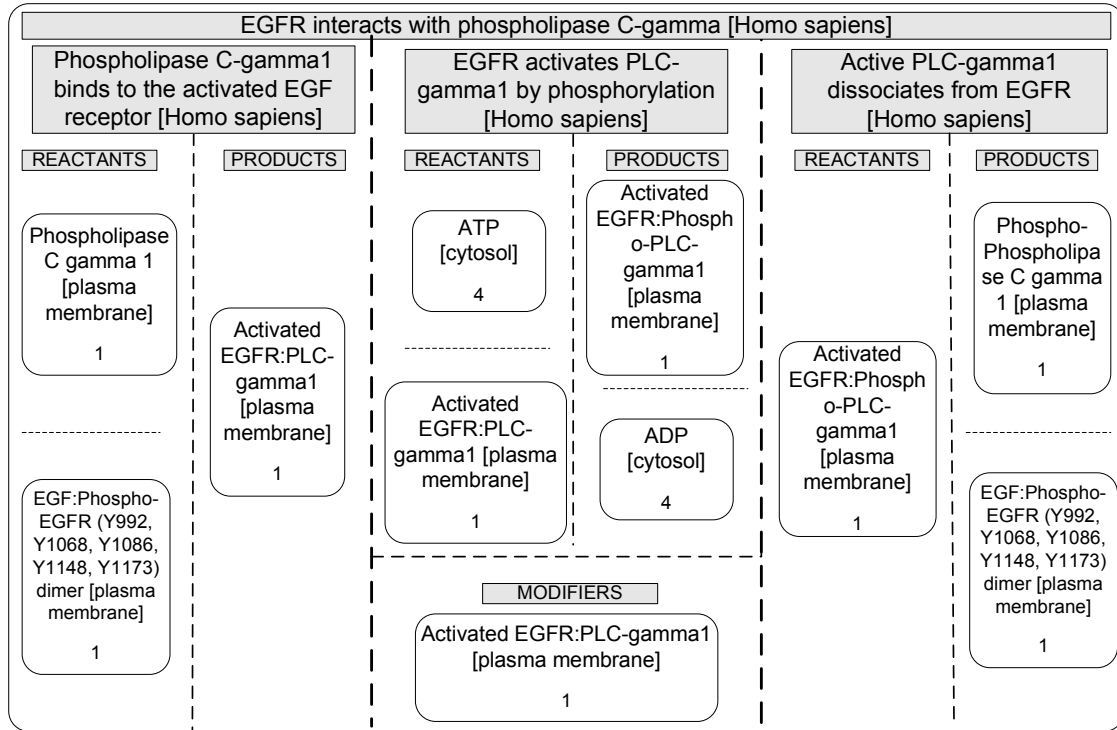 EGFR interacts with phospholipase C-gamma [Homo sapiens]
Phospholipase C-gamma1
binds to the activated EGF
receptor [Homo sapiens]
REACTANTS
Phospholipase
C gamma 1
[plasma
membrane]
1
EGF:Phospho-
EGFR (Y992,
Y1068, Y1086,
Y1148, Y1173)
dimer [plasma
membrane]
1
PRODUCTS
Activated
EGFR:PLC-
gamma1
[plasma
membrane]
1
EGFR activates PLC-
gamma1 by phosphorylation
[Homo sapiens]
REACTANTS
ATP
[cytosol]
4
Activated
EGFR:PLC-
gamma1 [plasma
membrane]
1
PRODUCTS
Activated
EGFR:Phosph
o-PLC-
gamma1
[plasma
membrane]
1
ADP
[cytosol]
4
MODIFIERS
Activated EGFR:PLC-gamma1
[plasma membrane]
1
Active PLC-gamma1
dissociates from EGFR
[Homo sapiens]
REACTANTS
Activated
EGFR:Phosph
o-PLC-
gamma1
[plasma
membrane]
1
PRODUCTS
Phospho-
Phospholipa
se C gamma
1 [plasma
membrane]
1
EGF:Phospho-
EGFR (Y992,
Y1068, Y1086,
Y1148, Y1173)
dimer [plasma
membrane]
1